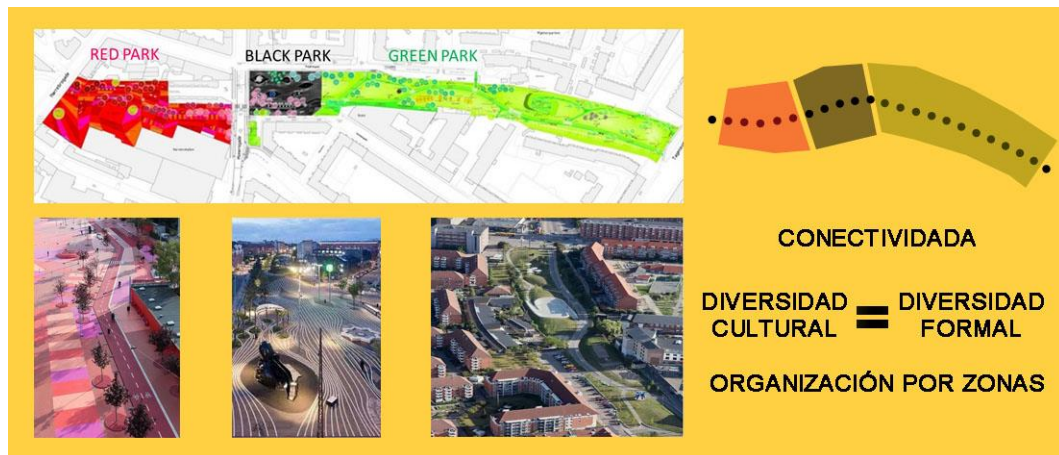 RED PARK
BLACK PARK
GREEN PARK
CONECTIVIDADA
DIVERSIDAD
CULTURAL
=
DIVERSIDAD
FORMAL
ORGANIZACIÓN POR ZONAS